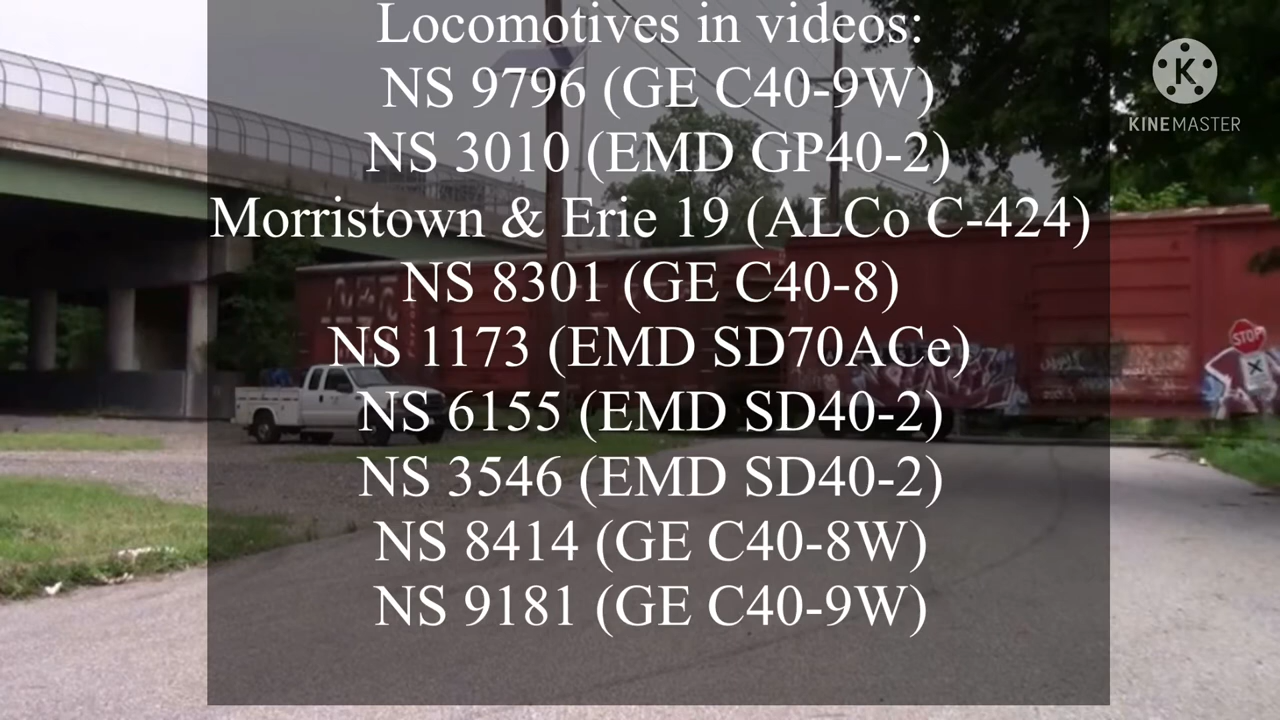 Locomotives in videos:
NS 9796 (GE C40-9W)
NS 3010 (EMD GP40-2)
Morristown & Erie 19 (ALCo C-424)
NS 8301 (GE C40-8)
NS 1173 (EMD SD70ACe)
NS 6155 (EMD SD40-2)
NS 3546 (EMD SD40-2)
NS 8414 (GE C40-8W)
NS 9181 (GE C40-9W)
K
KINEMASTER
STOP